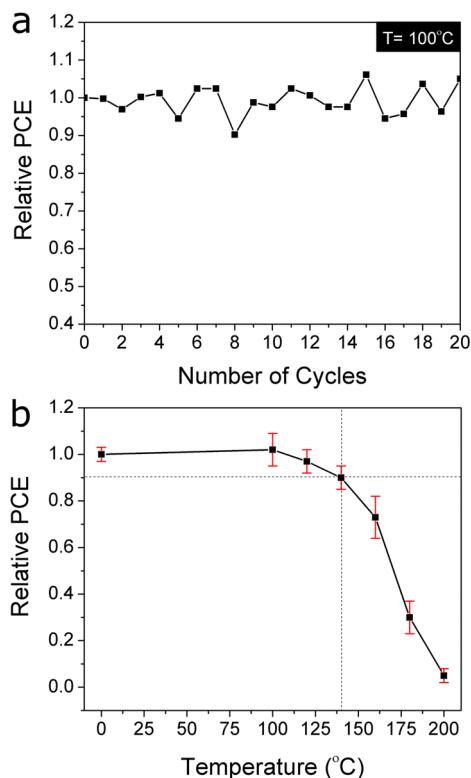 a
T= 100°C
1.2
1.1
1.0
0.9
0.8
0.7
0.6
0.5
0.4
Relative PCE
0 2 4 6 8 10 12 14 16 18 20
Number of Cycles
b
1.2
1.0
0.8
0.6
0.4
0.2
0.0
Relative PCE
0 25 50 75 100 125 150 175 200
Temperature (°C)